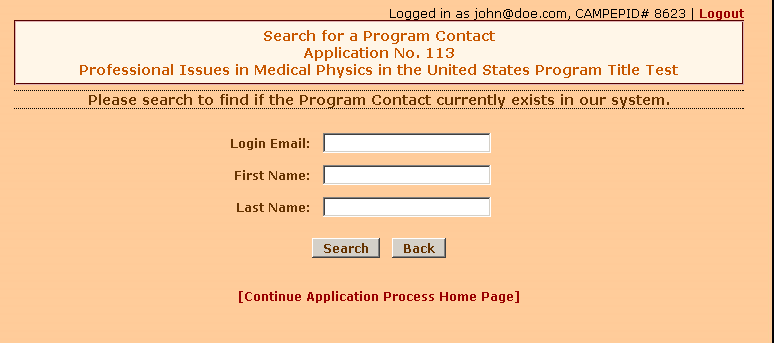 Logged in as john@doe.com, CAMPEPID# 8623 | Logout
Search for a Program Contact
Application No. 113
Professional Issues in Medical Physics in the United States Program Title Test
Please search to find if the Program Contact currently exists in our system.
Login Email:
First Name:
Last Name:
Search Back
[Continue Application Process Home Page]